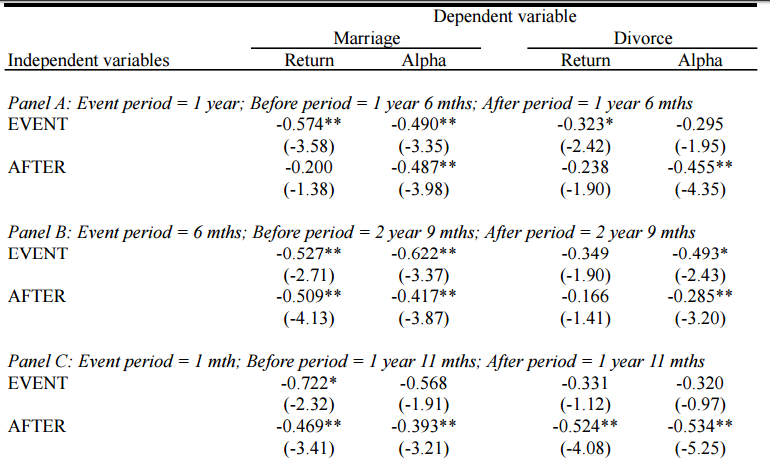 Dependent variable
Marriage Divorce
Independent variables Return Alpha Return Alpha
Panel A: Event period = 1 year; Before period = 1 year 6 mths; After period = 1 year 6 mths
EVENT -0.574** -0.490** -0.323* -0.295
(-3.58) (-3.35) (-2.42) (-1.95)
AFTER -0.200 -0.487** -0.238 -0.455**
(-1.38) (-3.98) (-1.90) (-4.35)
Panel B: Event period = 6 mths; Before period = 2 year 9 mths; After period = 2 year 9 mths
EVENT -0.527** -0.622** -0.349 -0.493*
(-2.71) (-3.37) (-1.90) (-2.43)
AFTER -0.509** -0.417** -0.166 -0.285**
(-4.13) (-3.87) (-1.41) (-3.20)
Panel C: Event period = 1 mth; Before period = 1 year 11 mths; After period = 1 year 11 mths
EVENT -0.722* -0.568 -0.331 -0.320
(-2.32) (-1.91) (-1.12) (-0.97)
AFTER -0.469** -0.393** -0.524** -0.534**
(-3.41) (-3.21) (-4.08) (-5.25)